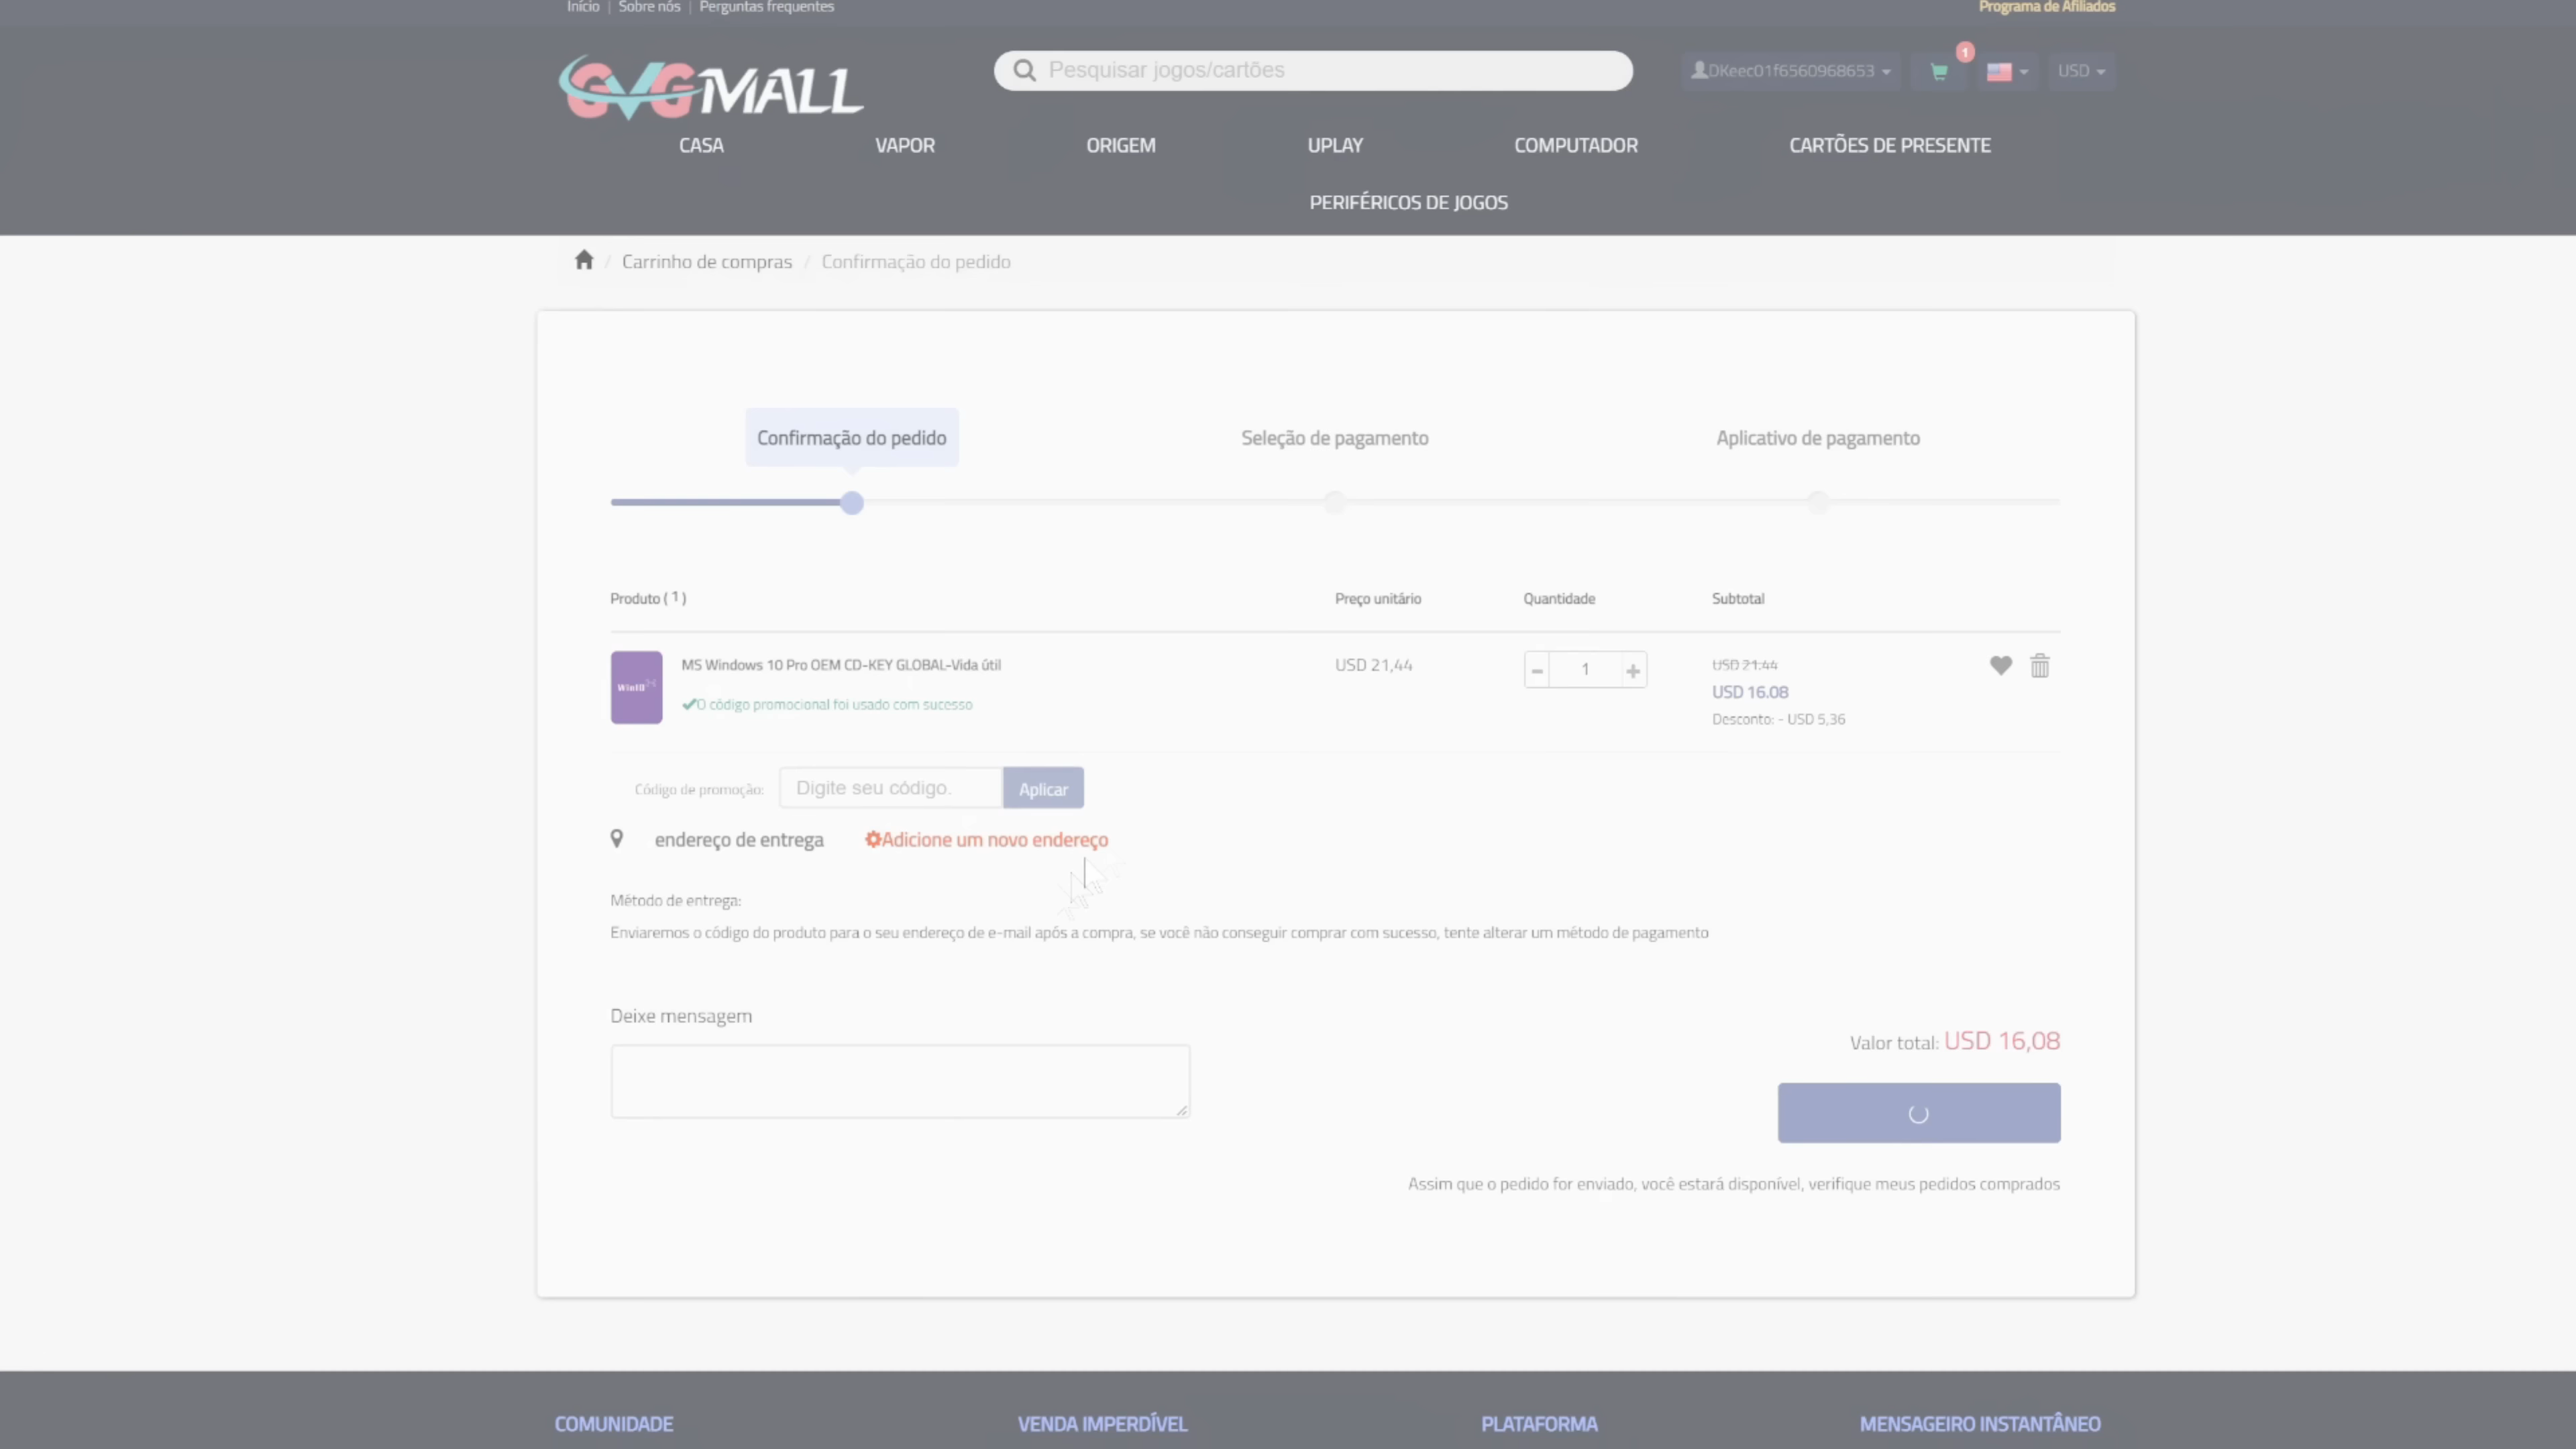 Início | Sobre nós | Perguntas frequentes
Programa de Afiliados
GVGMALL
Pesquisar jogos/cartões
DKeec01f6560968653
1
USD
CASA
VAPOR
ORIGEM
UPLAY
COMPUTADOR
CARTÕES DE PRESENTE
PERIFÉRICOS DE JOGOS
/ Carrinho de compras / Confirmação do pedido
Confirmação do pedido
Seleção de pagamento
Aplicativo de pagamento
Produto ( 1 )
Preço unitário
Quantidade
Subtotal
Win10
MS Windows 10 Pro OEM CD-KEY GLOBAL-Vida útil
USD 21,44
1
USD 21.44
USD 16.08
O código promocional foi usado com sucesso
Desconto: - USD 5,36
Código de promoção:
Digite seu código.
Aplicar
endereço de entrega
Adicione um novo endereço
Método de entrega:
Enviaremos o código do produto para o seu endereço de e-mail após a compra, se você não conseguir comprar com sucesso, tente alterar um método de pagamento
Deixe mensagem
Valor total: USD 16,08
Assim que o pedido for enviado, você estará disponível, verifique meus pedidos comprados
COMUNIDADE
VENDA IMPERDÍVEL
PLATAFORMA
MENSAGEIRO INSTANTÂNEO